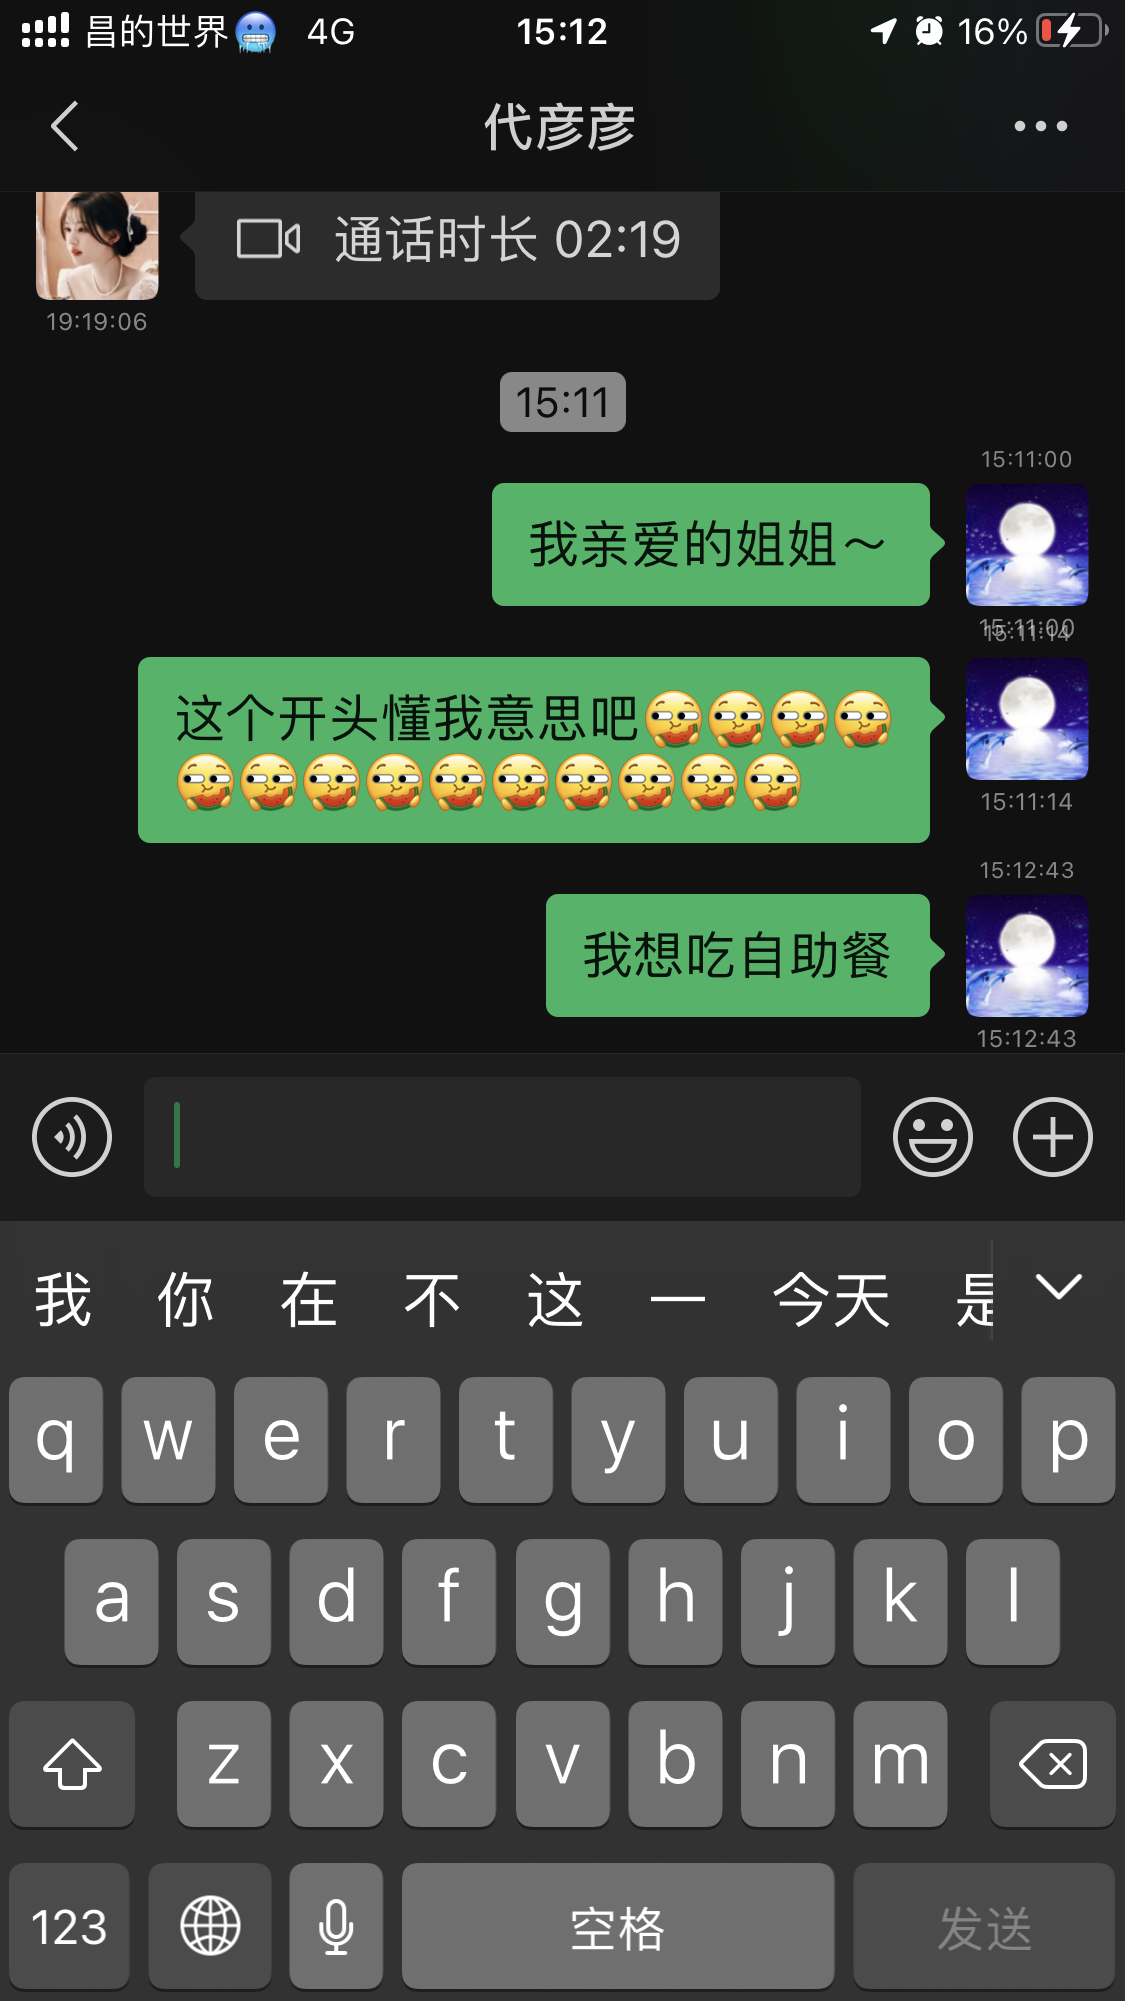 昌的世界🥶 4G 15:12 16%
代彦彦
通话时长 02:19
19:19:06
15:11
15:11:00
我亲爱的姐姐～
15:11:00
15:11:14
这个开头懂我意思吧
15:11:14
15:12:43
我想吃自助餐
15:12:43
我 你 在 不 这 一 今天 是
q w e r t y u i o p
a s d f g h j k l
z x c v b n m
123 空格 发送